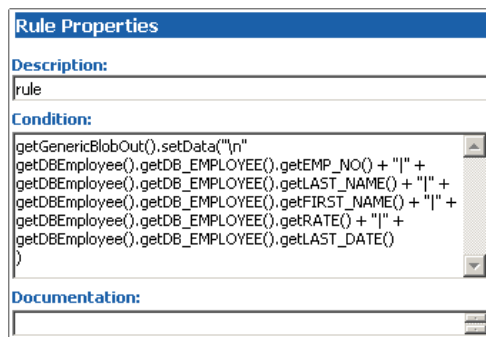 Rule Properties
Description:
rule
Condition:
getGenericBlobOut().setData("\n"
getDBEmployee().getDB_EMPLOYEE().getEMP_NO() + "|" +
getDBEmployee().getDB_EMPLOYEE().getLAST_NAME() + "|" +
getDBEmployee().getDB_EMPLOYEE().getFIRST_NAME() + "|" +
getDBEmployee().getDB_EMPLOYEE().getRATE() + "|" +
getDBEmployee().getDB_EMPLOYEE().getLAST_DATE()
)
Documentation: